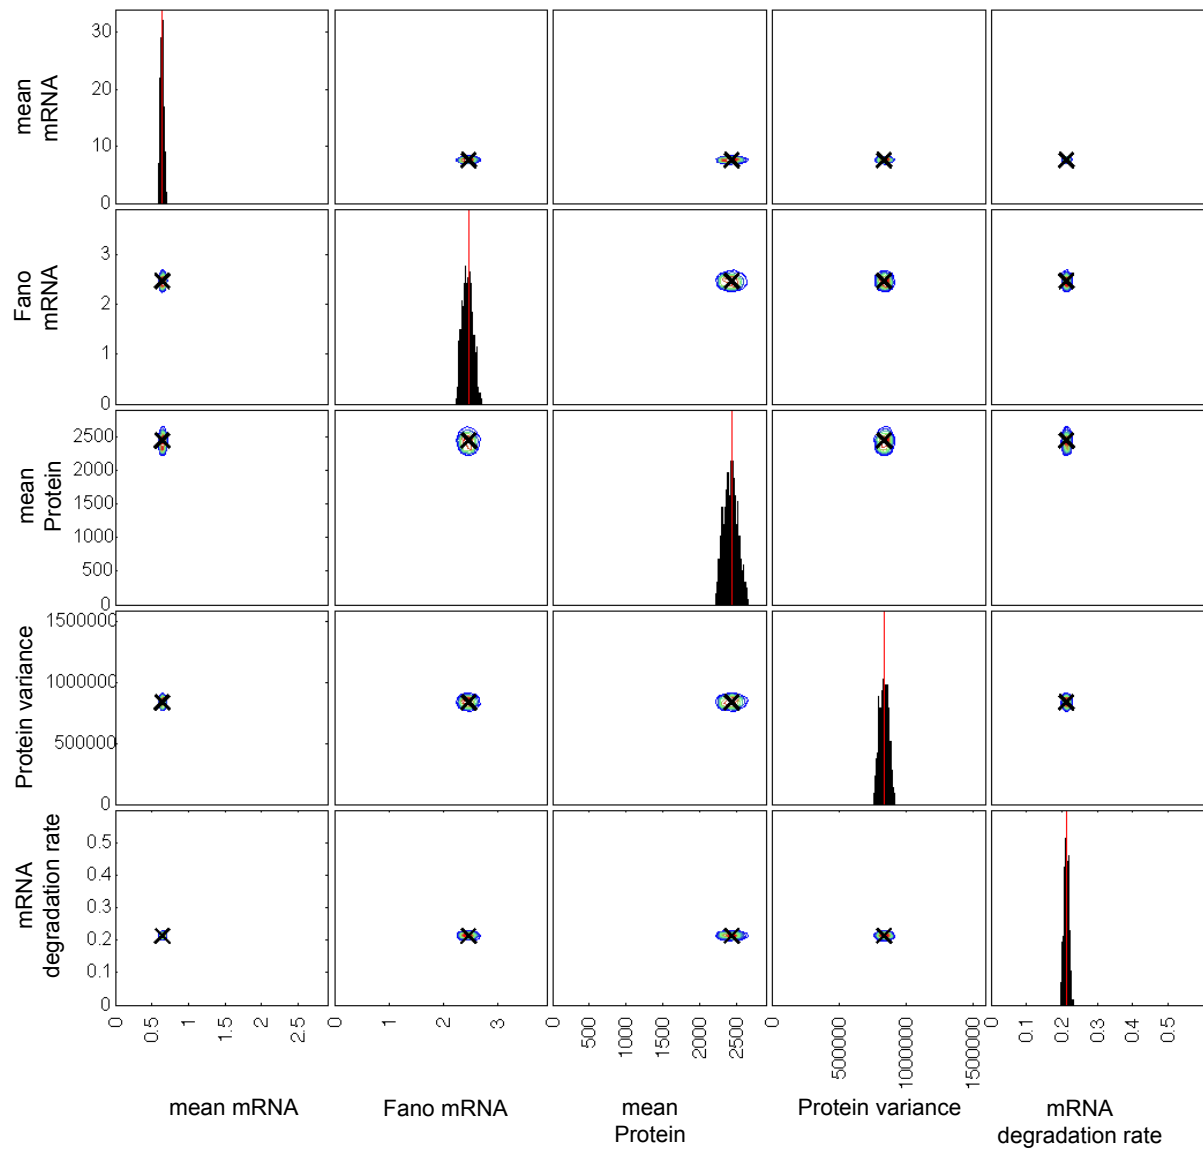 mean
mRNA
30
20
10
0
Fano
mRNA
3
2
1
0
mean
Protein
2500
2000
1500
1000
500
0
Protein variance
1500000
1000000
500000
0
mRNA
degradation rate
0.5
0.4
0.3
0.2
0.1
0
0 0.5 1 1.5 2 2.5
0 1 2 3
0 500 1000 1500 2000 2500
0 500000 1000000 1500000
0 0.1 0.2 0.3 0.4 0.5
mean mRNA
Fano mRNA
mean
Protein
Protein variance
mRNA
degradation rate